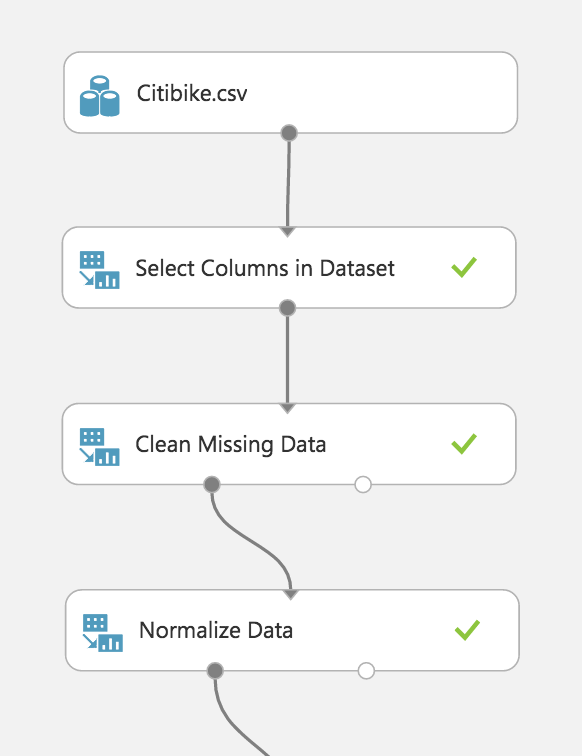 Citibike.csv
Select Columns in Dataset
Clean Missing Data
Normalize Data